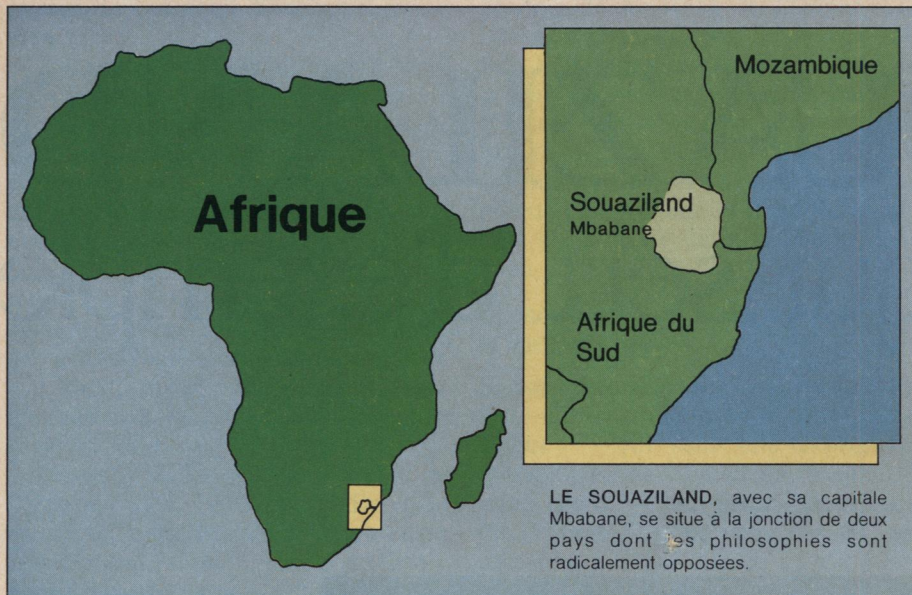 Afrique
Mozambique
Souaziland
Mbabane
Afrique du
Sud
LE SOUAZILAND, avec sa capitale
Mbabane, se situe à la jonction de deux
pays dont les philosophies sont
radicalement opposées.